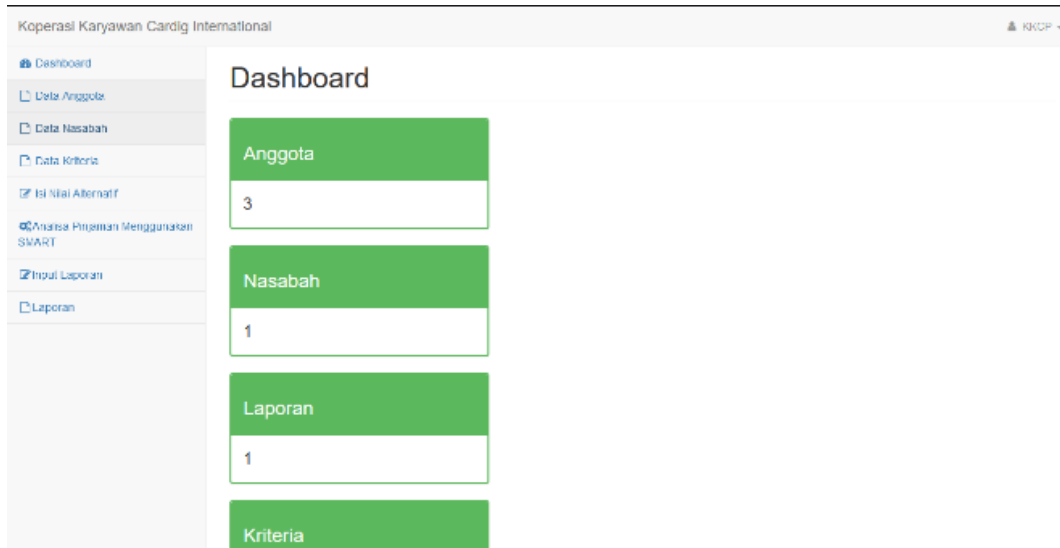 Koperasi Karyawan Cardig International
KKCP
Dashboard
Data Anggota
Data Nasabah
Data Kriteria
Isi Nilai Alternatif
Analisa Pinjaman Menggunakan
SMART
Input Laporan
Laporan
Dashboard
Anggota
3
Nasabah
1
Laporan
1
Kriteria